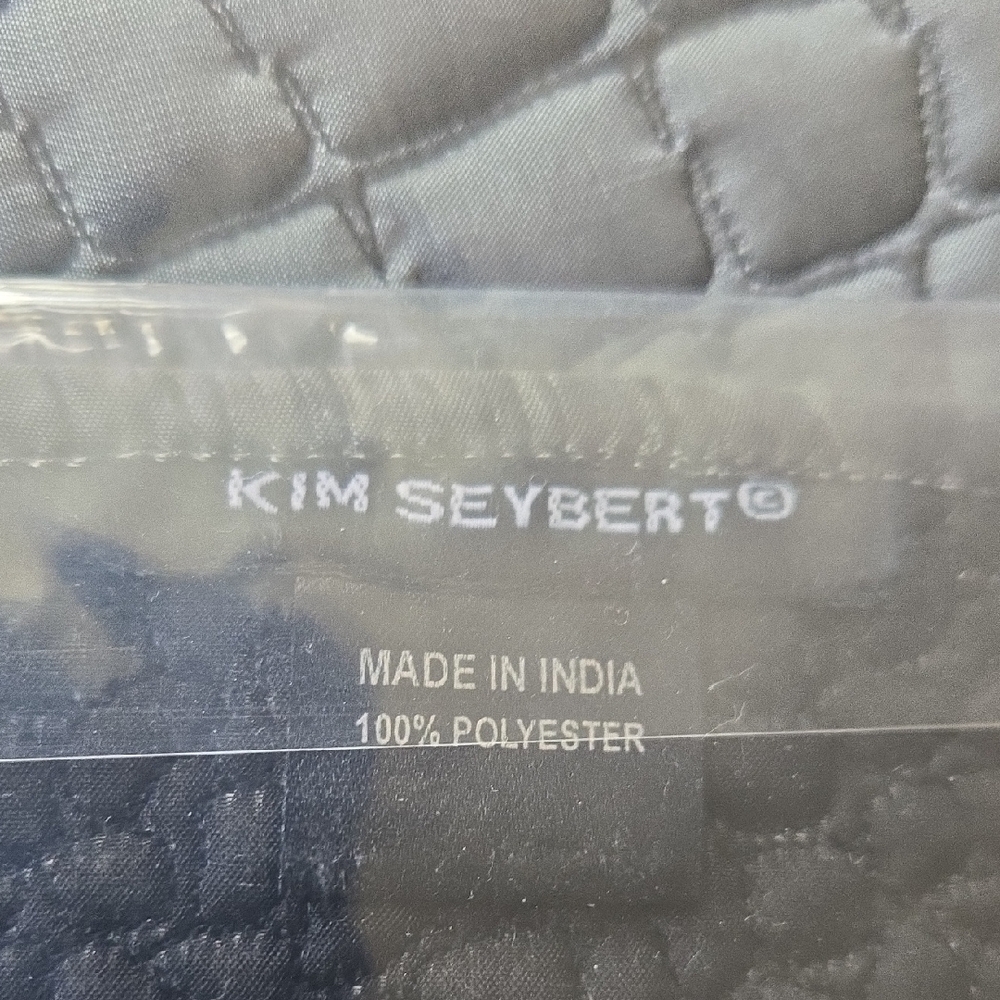 KIM SEYBERT©
MADE IN INDIA
100% POLYESTER